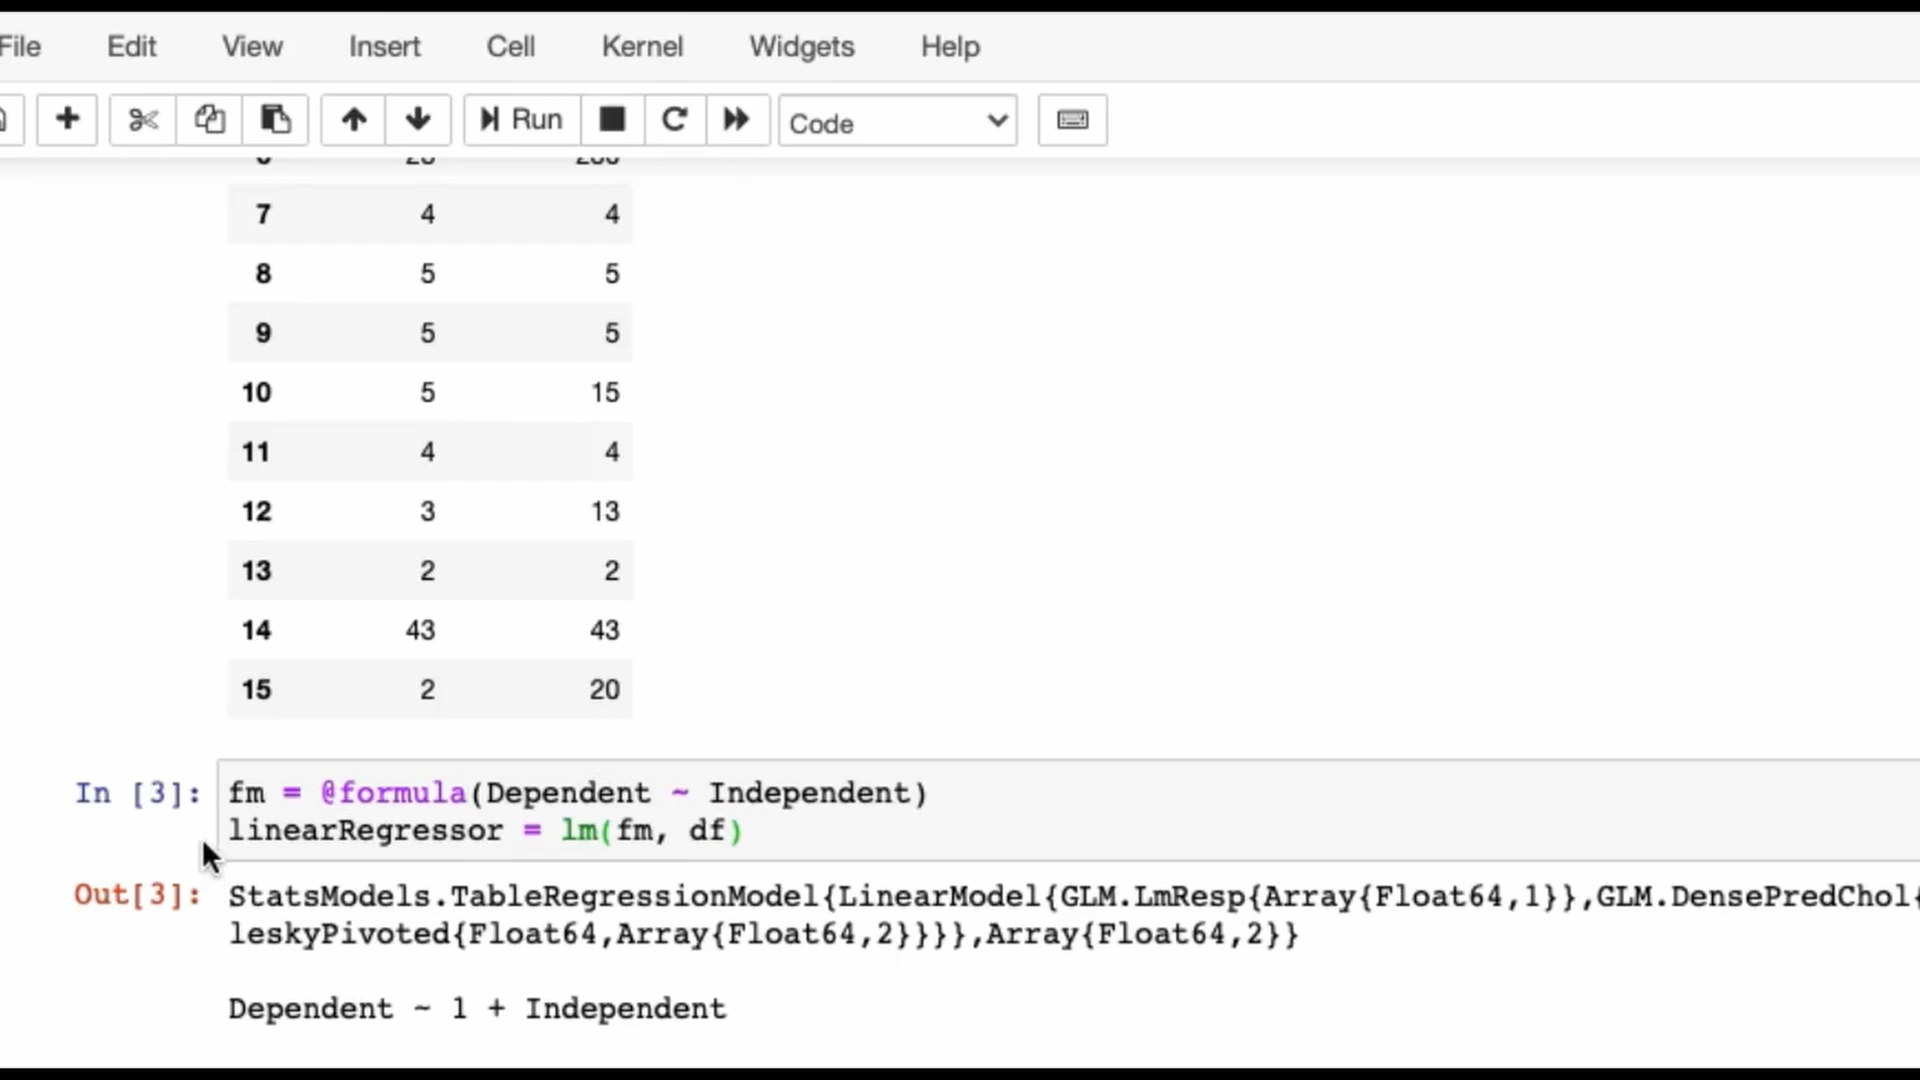 File Edit View Insert Cell Kernel Widgets Help
Run Code
7 4 4
8 5 5
9 5 5
10 5 15
11 4 4
12 3 13
13 2 2
14 43 43
15 2 20
In [3]: fm = @formula(Dependent ~ Independent)
linearRegressor = lm(fm, df)
Out[3]: StatsModels.TableRegressionModel{LinearModel{GLM.LmResp{Array{Float64,1}},GLM.DensePredChol{
leskyPivoted{Float64,Array{Float64,2}}}},Array{Float64,2}}
Dependent ~ 1 + Independent